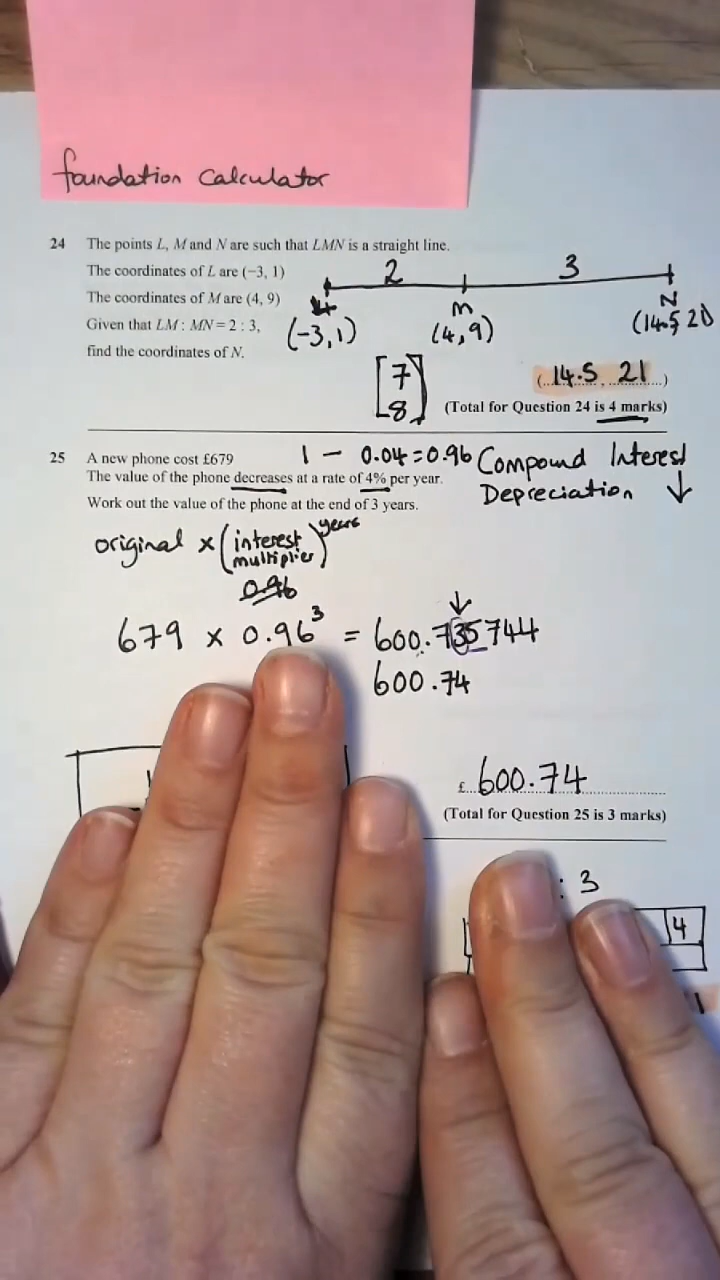 foundation calculator
24 The points L, M and N are such that LMN is a straight line.
The coordinates of L are (−3, 1)
The coordinates of M are (4, 9)
Given that LM : MN = 2 : 3,
find the coordinates of N.
2 3
M N
(-3,1) (4,9) (14.5, 21)
[7 8]
(14.5, 21)
(Total for Question 24 is 4 marks)
25 A new phone cost £679
The value of the phone decreases at a rate of 4% per year.
Work out the value of the phone at the end of 3 years.
1 - 0.04 = 0.96 Compound Interest
Depreciation ↓
original × (interest multiplier)^years
0.96
679 × 0.96³ = 600.735744
600.74
£ 600.74
(Total for Question 25 is 3 marks)
: 3
4